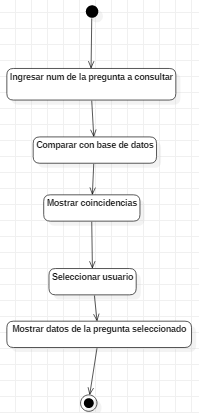 Ingresar num de la pregunta a consultar
Comparar con base de datos
Mostrar coincidencias
Seleccionar usuario
Mostrar datos de la pregunta seleccionado